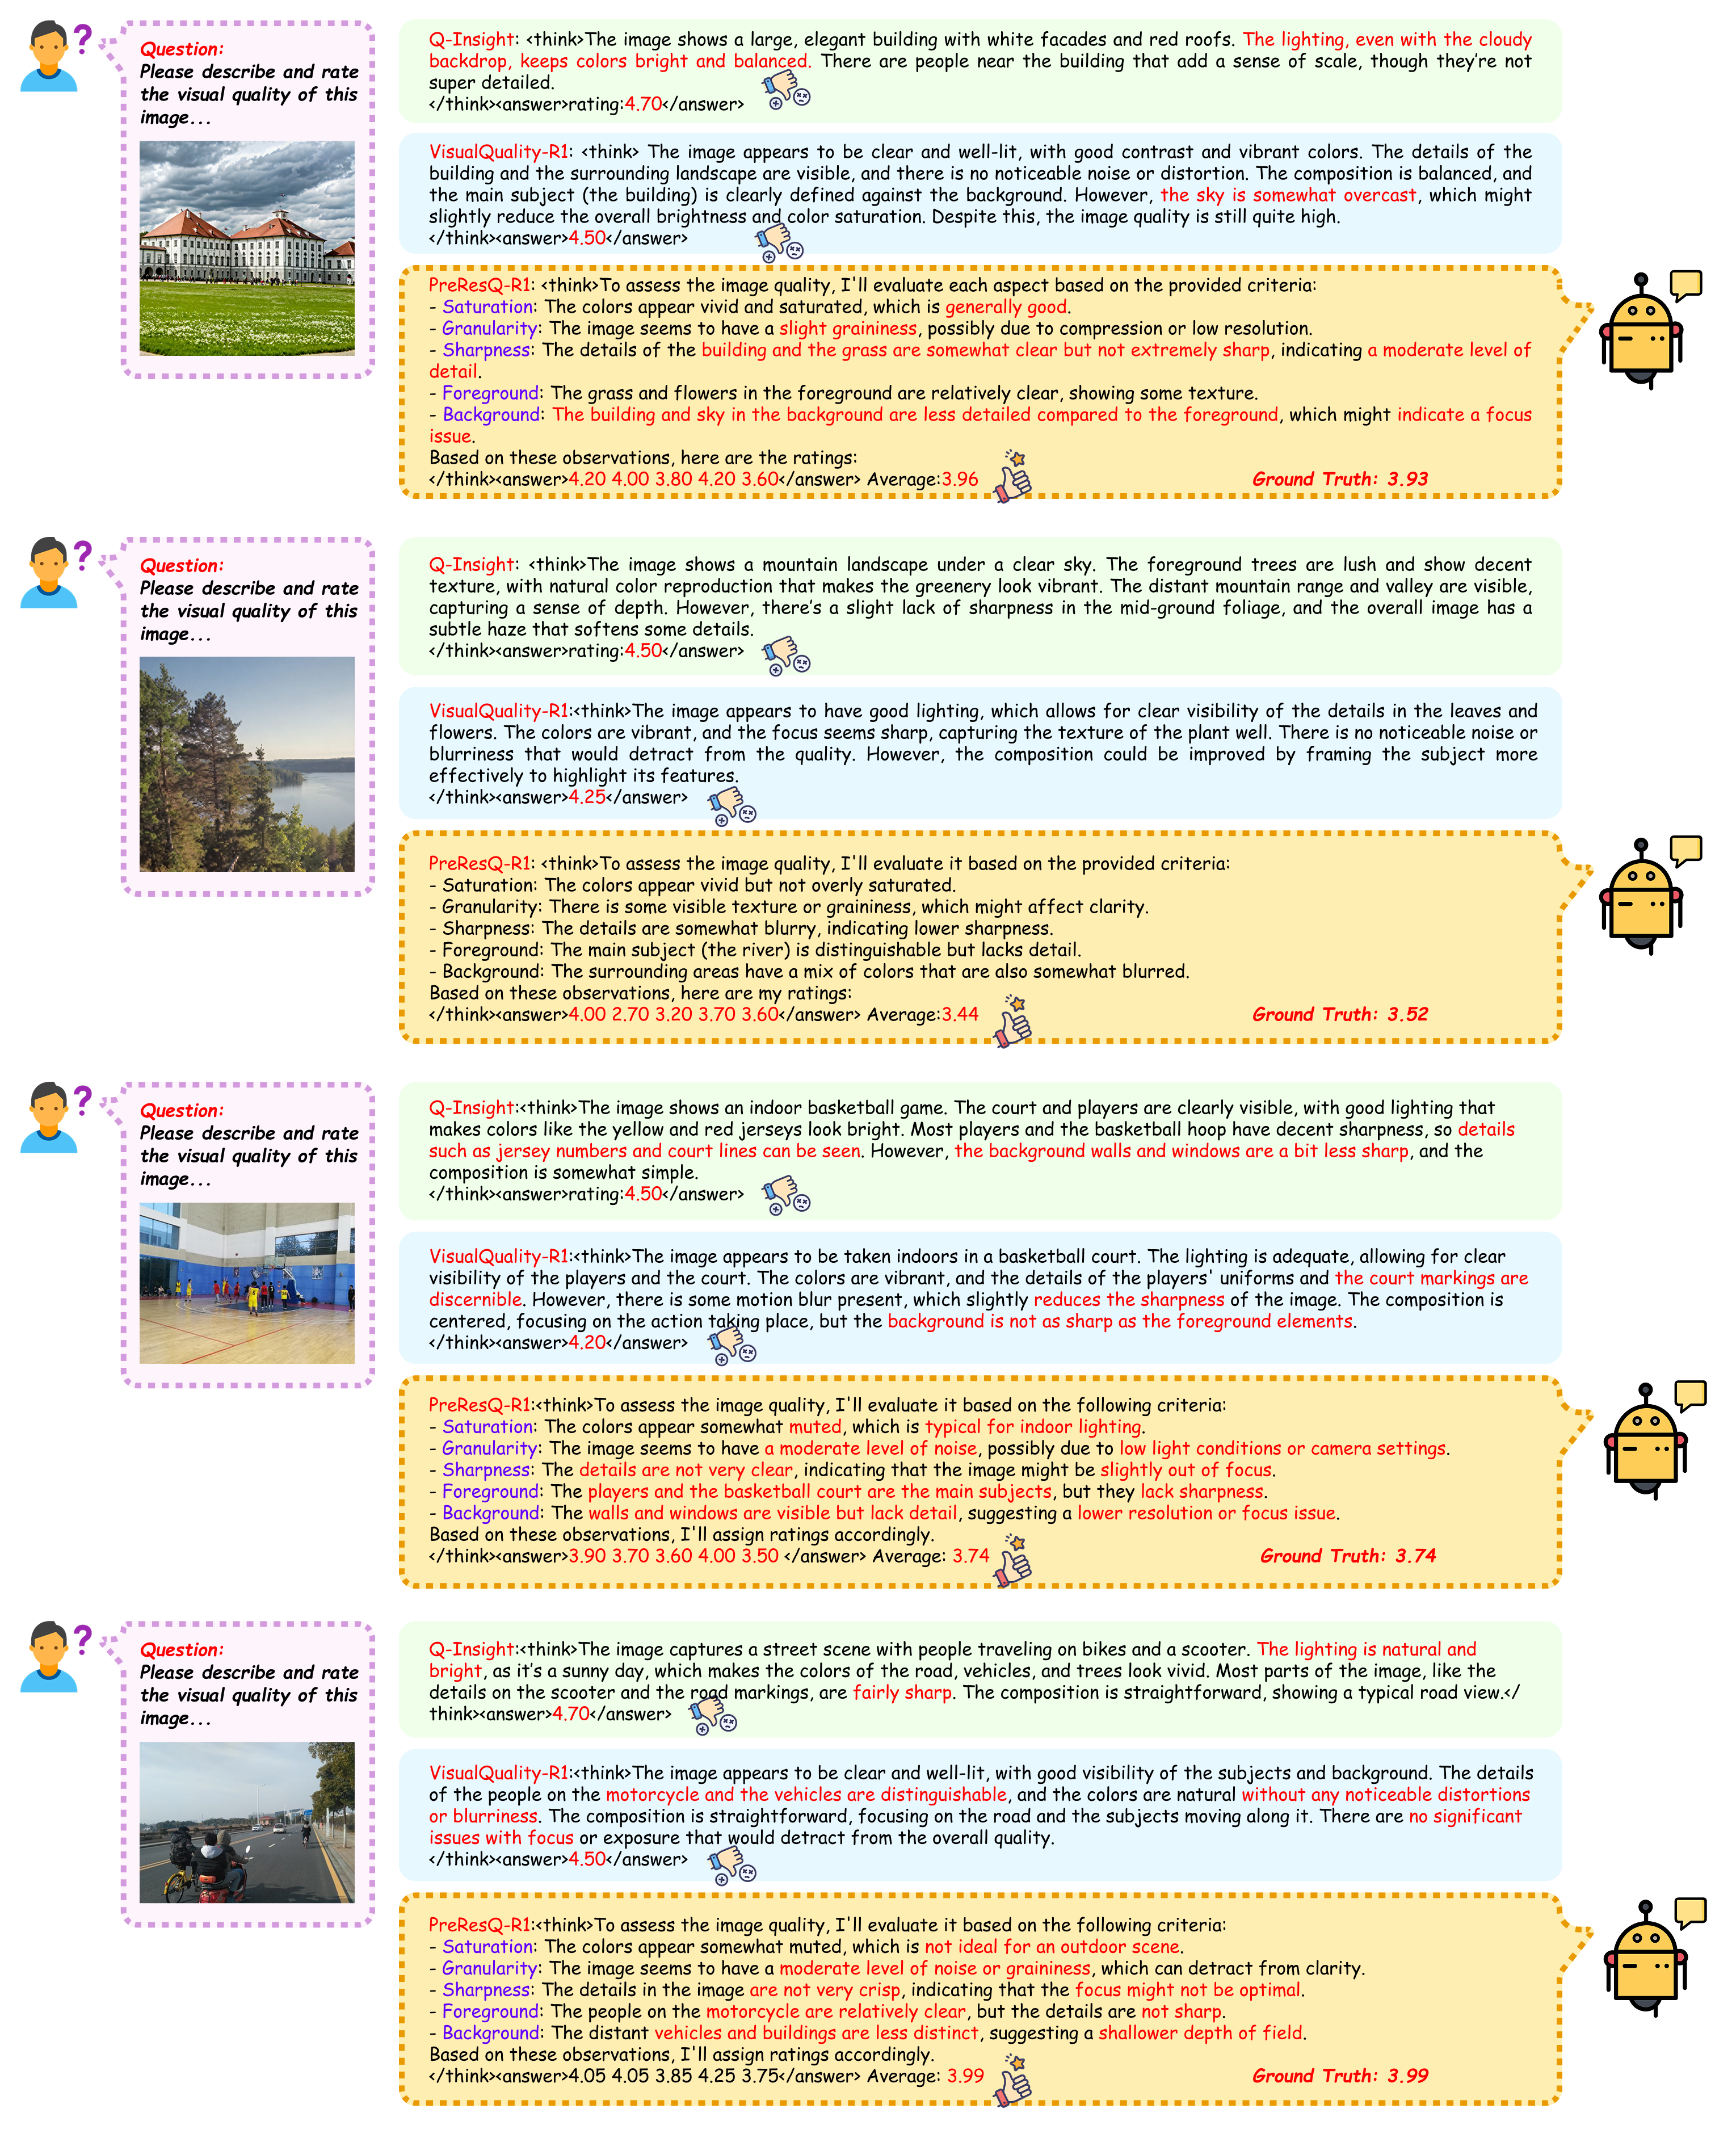 ?
Question:
Please describe and rate
the visual quality of this
image...
Q-Insight: <think>The image shows a large, elegant building with white facades and red roofs. The lighting, even with the cloudy
backdrop, keeps colors bright and balanced. There are people near the building that add a sense of scale, though they're not
super detailed.
</think><answer>rating:4.70</answer>
VisualQuality-R1: <think> The image appears to be clear and well-lit, with good contrast and vibrant colors. The details of the
building and the surrounding landscape are visible, and there is no noticeable noise or distortion. The composition is balanced, and
the main subject (the building) is clearly defined against the background. However, the sky is somewhat overcast, which might
slightly reduce the overall brightness and color saturation. Despite this, the image quality is still quite high.
</think><answer>4.50</answer>
PreResQ-R1: <think>To assess the image quality, I'll evaluate each aspect based on the provided criteria:
- Saturation: The colors appear vivid and saturated, which is generally good.
- Granularity: The image seems to have a slight graininess, possibly due to compression or low resolution.
- Sharpness: The details of the building and the grass are somewhat clear but not extremely sharp, indicating a moderate level of
detail.
- Foreground: The grass and flowers in the foreground are relatively clear, showing some texture.
- Background: The building and sky in the background are less detailed compared to the foreground, which might indicate a focus
issue.
Based on these observations, here are the ratings:
</think><answer>4.20 4.00 3.80 4.20 3.60</answer> Average:3.96 Ground Truth: 3.93
?
Question:
Please describe and rate
the visual quality of this
image...
Q-Insight: <think>The image shows a mountain landscape under a clear sky. The foreground trees are lush and show decent
texture, with natural color reproduction that makes the greenery look vibrant. The distant mountain range and valley are visible,
capturing a sense of depth. However, there's a slight lack of sharpness in the mid-ground foliage, and the overall image has a
subtle haze that softens some details.
</think><answer>rating:4.50</answer>
VisualQuality-R1:<think>The image appears to have good lighting, which allows for clear visibility of the details in the leaves and
flowers. The colors are vibrant, and the focus seems sharp, capturing the texture of the plant well. There is no noticeable noise or
blurriness that would detract from the quality. However, the composition could be improved by framing the subject more
effectively to highlight its features.
</think><answer>4.25</answer>
PreResQ-R1: <think>To assess the image quality, I'll evaluate it based on the provided criteria:
- Saturation: The colors appear vivid but not overly saturated.
- Granularity: There is some visible texture or graininess, which might affect clarity.
- Sharpness: The details are somewhat blurry, indicating lower sharpness.
- Foreground: The main subject (the river) is distinguishable but lacks detail.
- Background: The surrounding areas have a mix of colors that are also somewhat blurred.
Based on these observations, here are my ratings:
</think><answer>4.00 2.70 3.20 3.70 3.60</answer> Average:3.44 Ground Truth: 3.52
?
Question:
Please describe and rate
the visual quality of this
image...
Q-Insight:<think>The image shows an indoor basketball game. The court and players are clearly visible, with good lighting that
makes colors like the yellow and red jerseys look bright. Most players and the basketball hoop have decent sharpness, so details
such as jersey numbers and court lines can be seen. However, the background walls and windows are a bit less sharp, and the
composition is somewhat simple.
</think><answer>rating:4.50</answer>
VisualQuality-R1:<think>The image appears to be taken indoors in a basketball court. The lighting is adequate, allowing for clear
visibility of the players and the court. The colors are vibrant, and the details of the players' uniforms and the court markings are
discernible. However, there is some motion blur present, which slightly reduces the sharpness of the image. The composition is
centered, focusing on the action taking place, but the background is not as sharp as the foreground elements.
</think><answer>4.20</answer>
PreResQ-R1:<think>To assess the image quality, I'll evaluate it based on the following criteria:
- Saturation: The colors appear somewhat muted, which is typical for indoor lighting.
- Granularity: The image seems to have a moderate level of noise, possibly due to low light conditions or camera settings.
- Sharpness: The details are not very clear, indicating that the image might be slightly out of focus.
- Foreground: The players and the basketball court are the main subjects, but they lack sharpness.
- Background: The walls and windows are visible but lack detail, suggesting a lower resolution or focus issue.
Based on these observations, I'll assign ratings accordingly.
</think><answer>3.90 3.70 3.60 4.00 3.50 </answer> Average: 3.74 Ground Truth: 3.74
?
Question:
Please describe and rate
the visual quality of this
image...
Q-Insight:<think>The image captures a street scene with people traveling on bikes and a scooter. The lighting is natural and
bright, as it's a sunny day, which makes the colors of the road, vehicles, and trees look vivid. Most parts of the image, like the
details on the scooter and the road markings, are fairly sharp. The composition is straightforward, showing a typical road view.</
think><answer>4.70</answer>
VisualQuality-R1:<think>The image appears to be clear and well-lit, with good visibility of the subjects and background. The details
of the people on the motorcycle and the vehicles are distinguishable, and the colors are natural without any noticeable distortions
or blurriness. The composition is straightforward, focusing on the road and the subjects moving along it. There are no significant
issues with focus or exposure that would detract from the overall quality.
</think><answer>4.50</answer>
PreResQ-R1:<think>To assess the image quality, I'll evaluate it based on the following criteria:
- Saturation: The colors appear somewhat muted, which is not ideal for an outdoor scene.
- Granularity: The image seems to have a moderate level of noise or graininess, which can detract from clarity.
- Sharpness: The details in the image are not very crisp, indicating that the focus might not be optimal.
- Foreground: The people on the motorcycle are relatively clear, but the details are not sharp.
- Background: The distant vehicles and buildings are less distinct, suggesting a shallower depth of field.
Based on these observations, I'll assign ratings accordingly.
</think><answer>4.05 4.05 3.85 4.25 3.75</answer> Average: 3.99 Ground Truth: 3.99